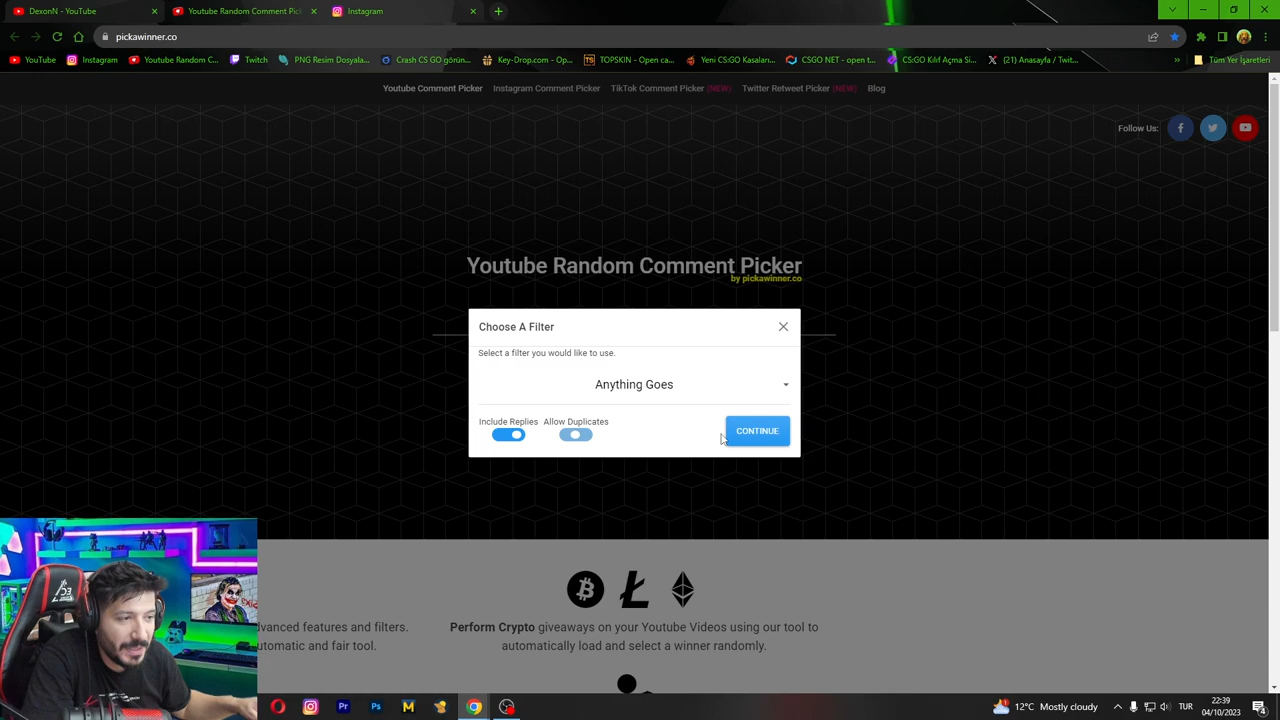 DexonN - YouTube
Youtube Random Comment Pick
Instagram
pickawinner.co
YouTube
Instagram
Youtube Random C...
Twitch
PNG Resim Dosyala...
Crash CS GO görün...
Key-Drop.com - Op...
TOPSKIN - Open ca...
Yeni CS:GO Kasaları...
CSGO NET - open t...
CS:GO Kılıf Açma Si...
(21) Anasayfa / Twit...
»
Tüm Yer İşaretleri
Youtube Comment Picker
Instagram Comment Picker
TikTok Comment Picker (NEW)
Twitter Retweet Picker (NEW)
Blog
Follow Us:
Youtube Random Comment Picker
by pickawinner.co
Choose A Filter
Select a filter you would like to use.
Anything Goes
Include Replies
Allow Duplicates
CONTINUE
dvanced features and filters.
utomatic and fair tool.
Perform Crypto giveaways on your Youtube Videos using our tool to
automatically load and select a winner randomly.
Pr
Ps
M
12°C Mostly cloudy
TUR
22:39
04/10/2023